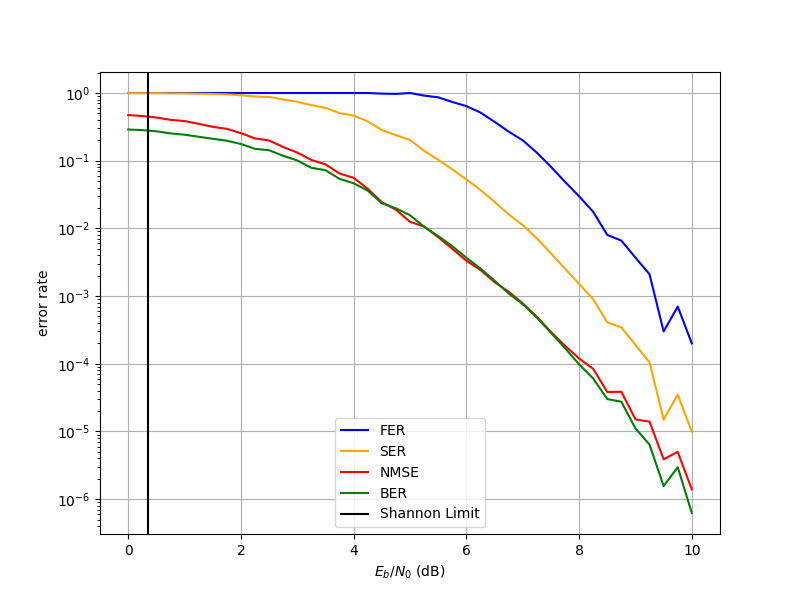 10⁰
10⁻¹
10⁻²
10⁻³
10⁻⁴
10⁻⁵
10⁻⁶
error rate
FER
SER
NMSE
BER
Shannon Limit
0 2 4 6 8 10
E_b/N_0 (dB)